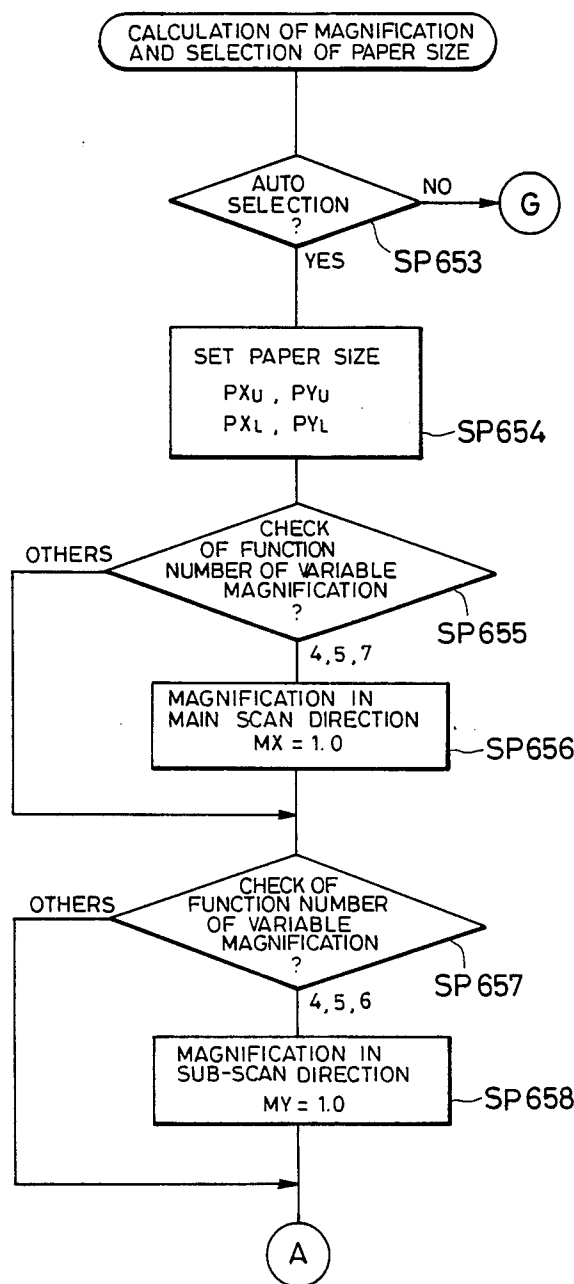 CALCULATION OF MAGNIFICATION
AND SELECTION OF PAPER SIZE
AUTO
SELECTION
?
NO
G
YES
SP653
SET PAPER SIZE
PXU , PYU
PXL , PYL
SP654
CHECK
OF FUNCTION
NUMBER OF VARIABLE
MAGNIFICATION
?
OTHERS
SP655
4,5,7
MAGNIFICATION IN
MAIN SCAN DIRECTION
MX = 1.0
SP656
CHECK OF
FUNCTION NUMBER
OF VARIABLE
MAGNIFICATION
?
OTHERS
SP657
4,5,6
MAGNIFICATION IN
SUB-SCAN DIRECTION
MY = 1.0
SP658
A